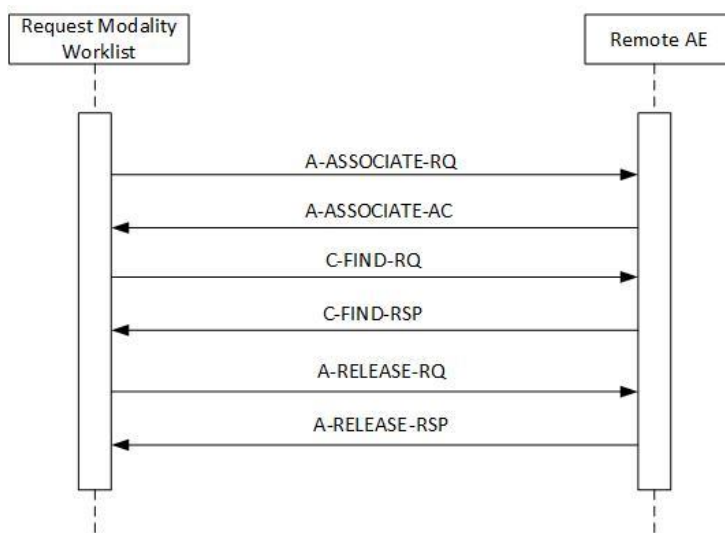 Request Modality
Worklist
Remote AE
A-ASSOCIATE-RQ
A-ASSOCIATE-AC
C-FIND-RQ
C-FIND-RSP
A-RELEASE-RQ
A-RELEASE-RSP